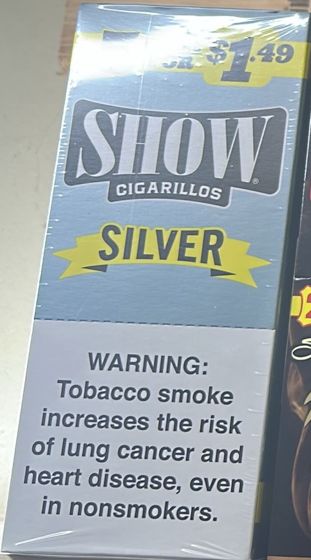 OR $1.49
SHOW
CIGARILLOS
SILVER
WARNING:
Tobacco smoke
increases the risk
of lung cancer and
heart disease, even
in nonsmokers.